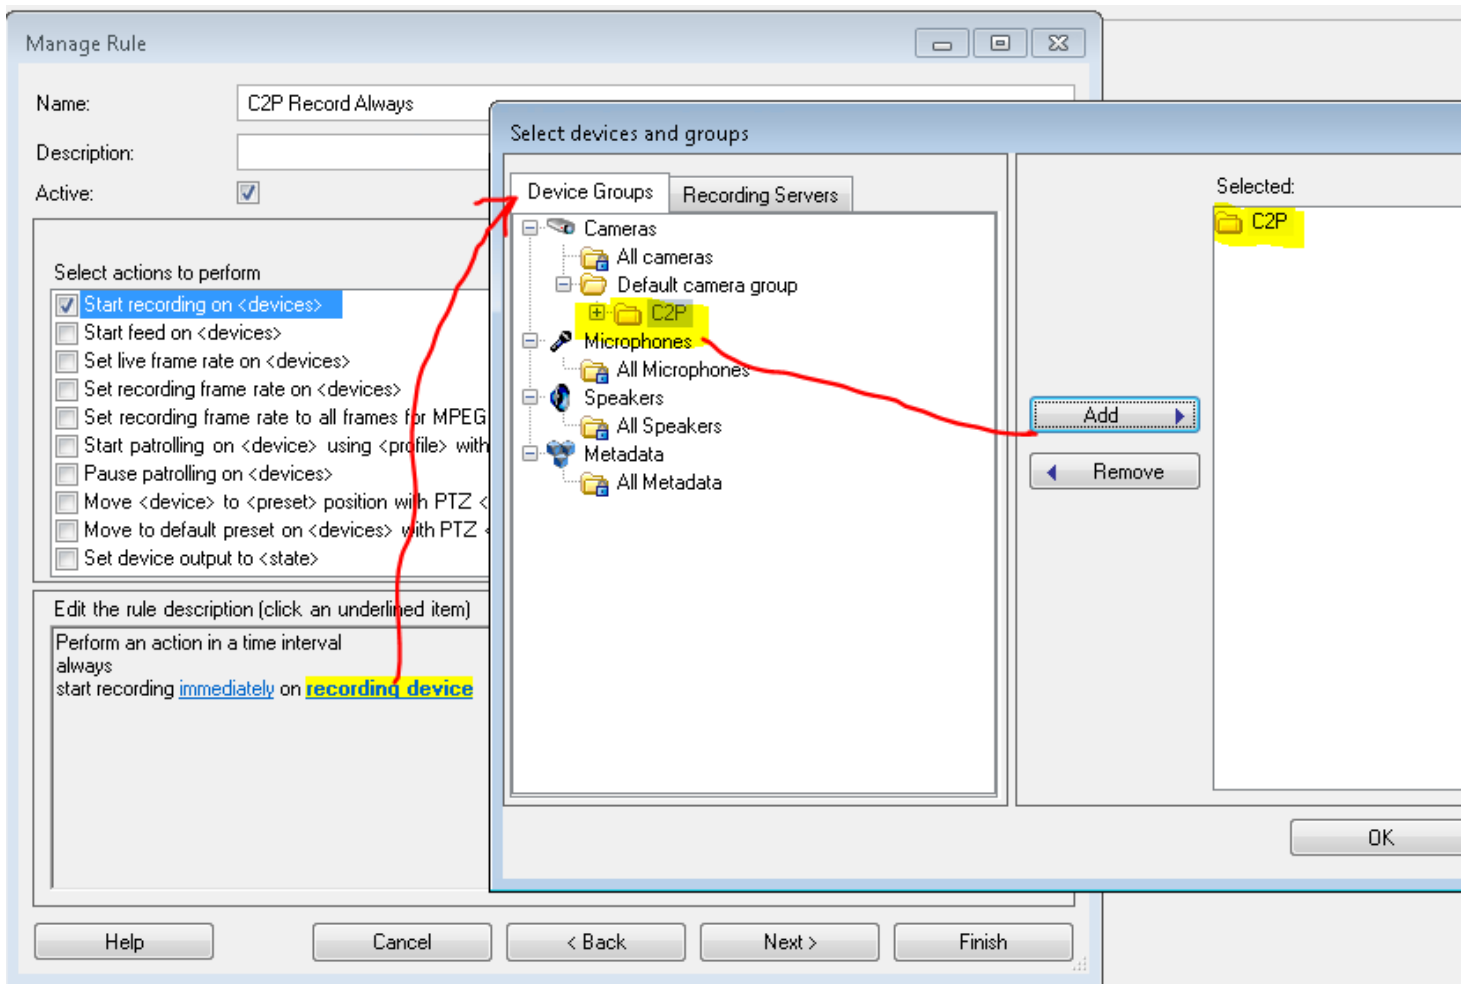 Manage Rule
Name:
C2P Record Always
Description:
Active:
Select actions to perform
Start recording on <devices>
Start feed on <devices>
Set live frame rate on <devices>
Set recording frame rate on <devices>
Set recording frame rate to all frames for MPEG
Start patrolling on <device> using <profile> with
Pause patrolling on <devices>
Move <device> to <preset> position with PTZ <
Move to default preset on <devices> with PTZ <
Set device output to <state>
Edit the rule description (click an underlined item)
Perform an action in a time interval
always
start recording immediately on recording device
Help
Cancel
< Back
Next >
Finish
Select devices and groups
Device Groups
Recording Servers
Cameras
All cameras
Default camera group
C2P
Microphones
All Microphones
Speakers
All Speakers
Metadata
All Metadata
Add
Remove
Selected:
C2P
OK